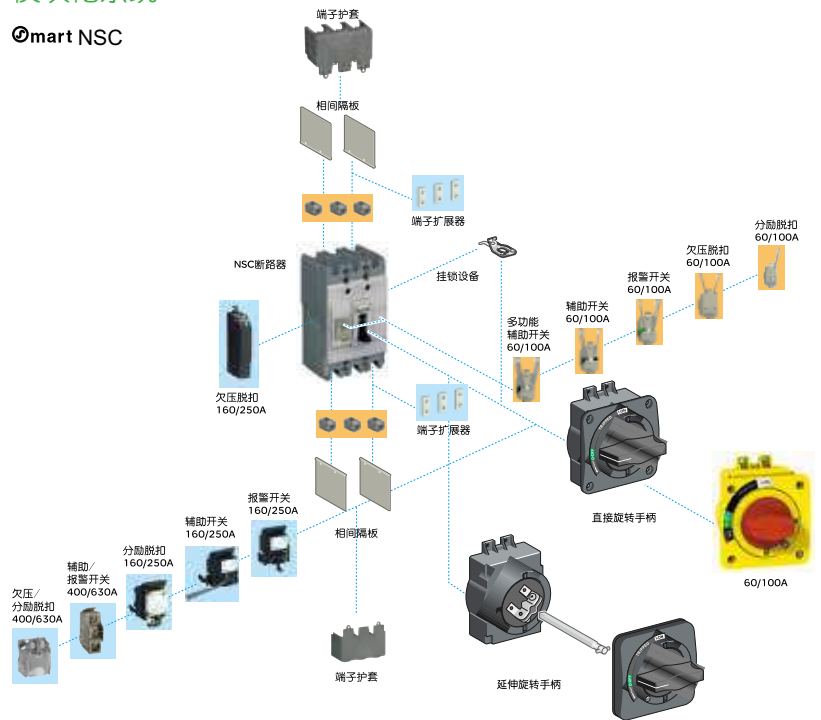 Smart NSC
端子护套
相间隔板
端子扩展器
NSC断路器
挂锁设备
分励脱扣
60/100A
欠压脱扣
60/100A
报警开关
60/100A
辅助开关
60/100A
多功能
辅助开关
60/100A
欠压脱扣
160/250A
端子扩展器
直接旋转手柄
60/100A
相间隔板
报警开关
160/250A
辅助开关
160/250A
分励脱扣
160/250A
辅助/
报警开关
400/630A
欠压/
分励脱扣
400/630A
端子护套
延伸旋转手柄